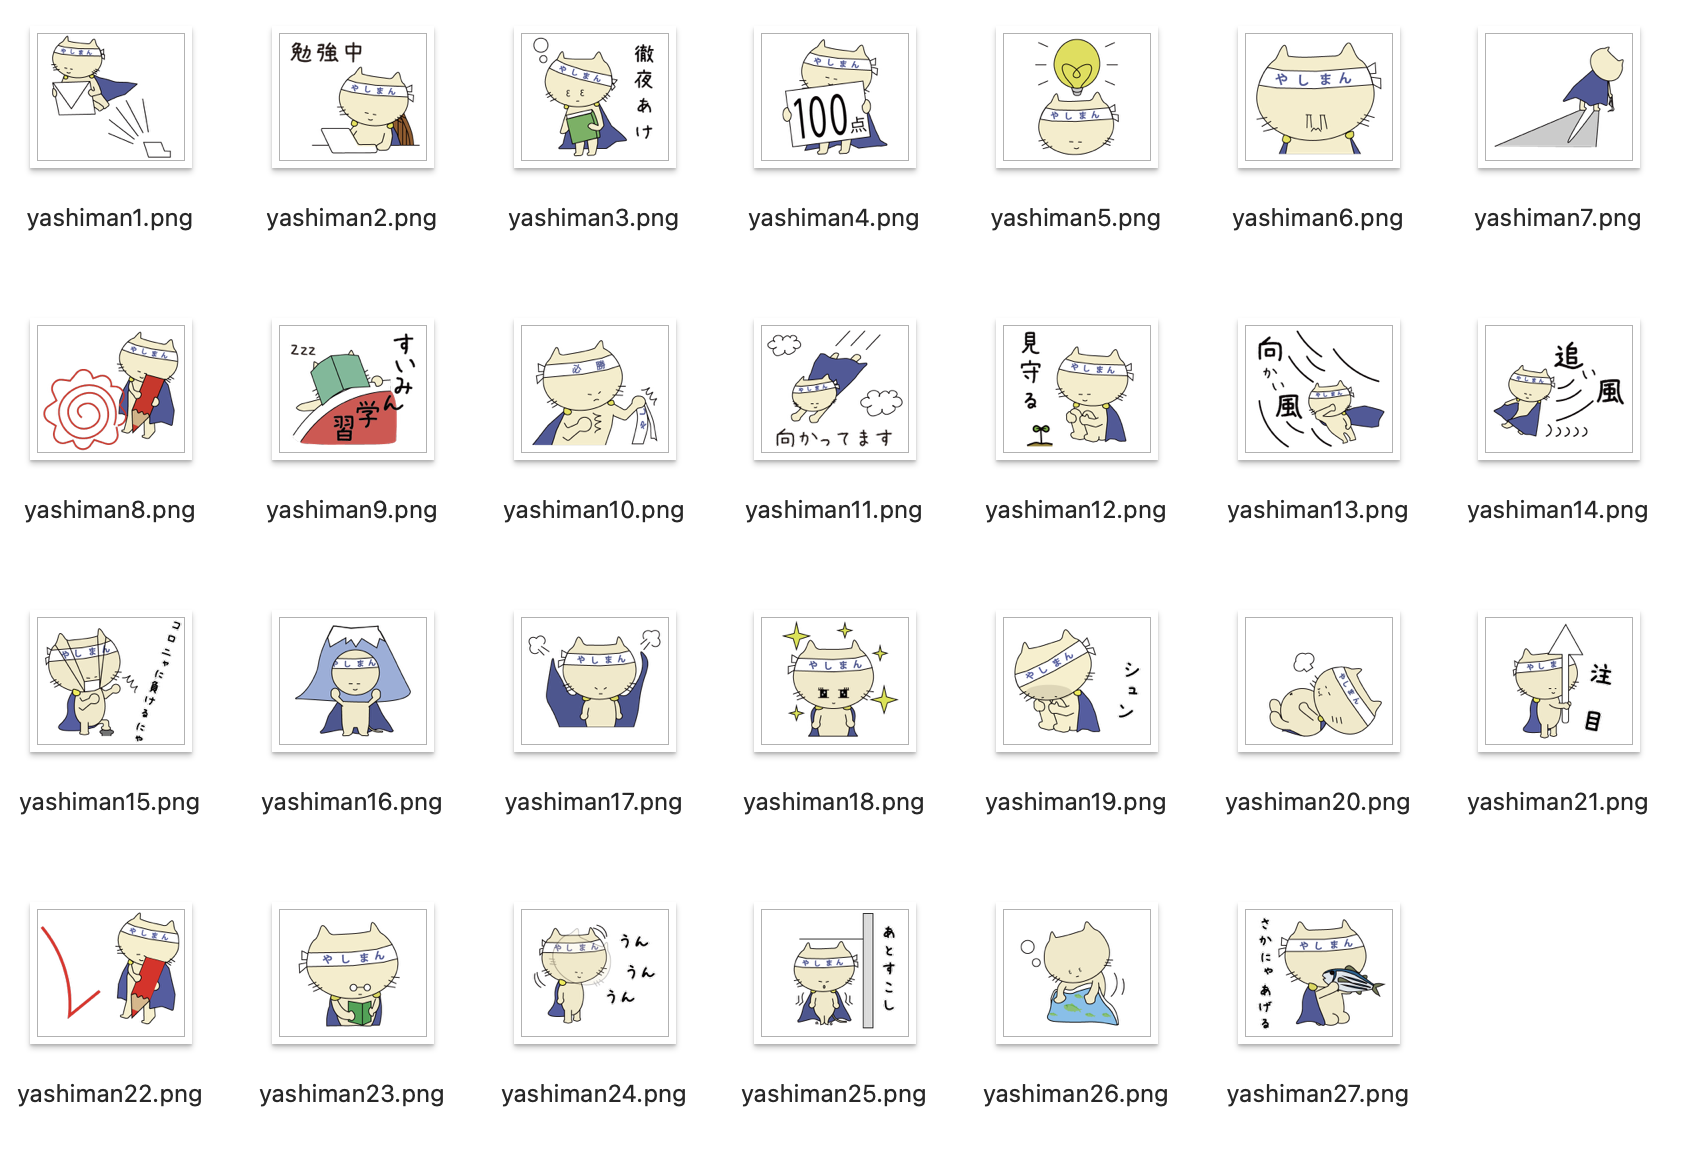 やしまん
yashiman1.png
勉強中
やしまん
yashiman2.png
徹夜あけ
やしまん
yashiman3.png
やしまん
100点
yashiman4.png
やしまん
yashiman5.png
やしまん
yashiman6.png
yashiman7.png
やしまん
yashiman8.png
zzz
すいみん
学習
yashiman9.png
必勝
yashiman10.png
やしまん
向かってます
yashiman11.png
見守る
やしまん
yashiman12.png
向かい風
やしまん
yashiman13.png
追い風
やしまん
yashiman14.png
やしまん
コロニャに負けるにゃ
yashiman15.png
やしまん
yashiman16.png
やしまん
yashiman17.png
やしまん
yashiman18.png
やしまん
シュン
yashiman19.png
やしまん
yashiman20.png
やしまん
注目
yashiman21.png
やしまん
yashiman22.png
やしまん
yashiman23.png
やしまん
うん
うん
うん
yashiman24.png
やしまん
あとすこし
yashiman25.png
yashiman26.png
さかにゃあげる
やしまん
yashiman27.png